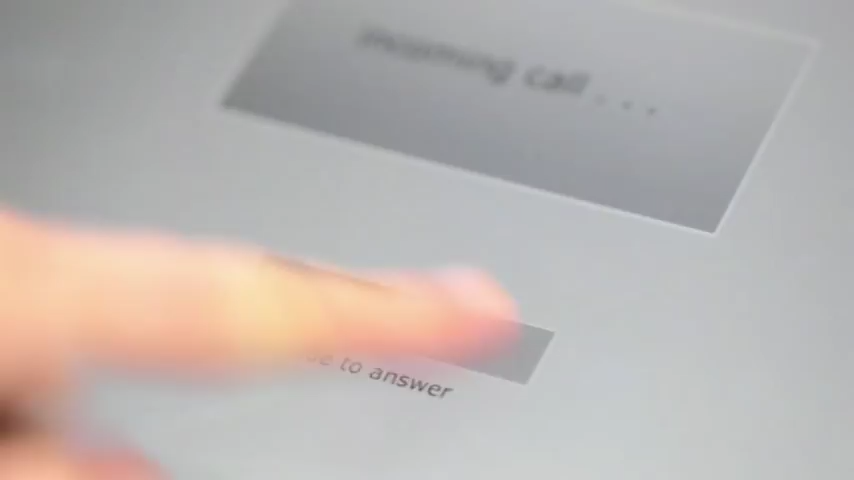 incoming call . . .
to answer